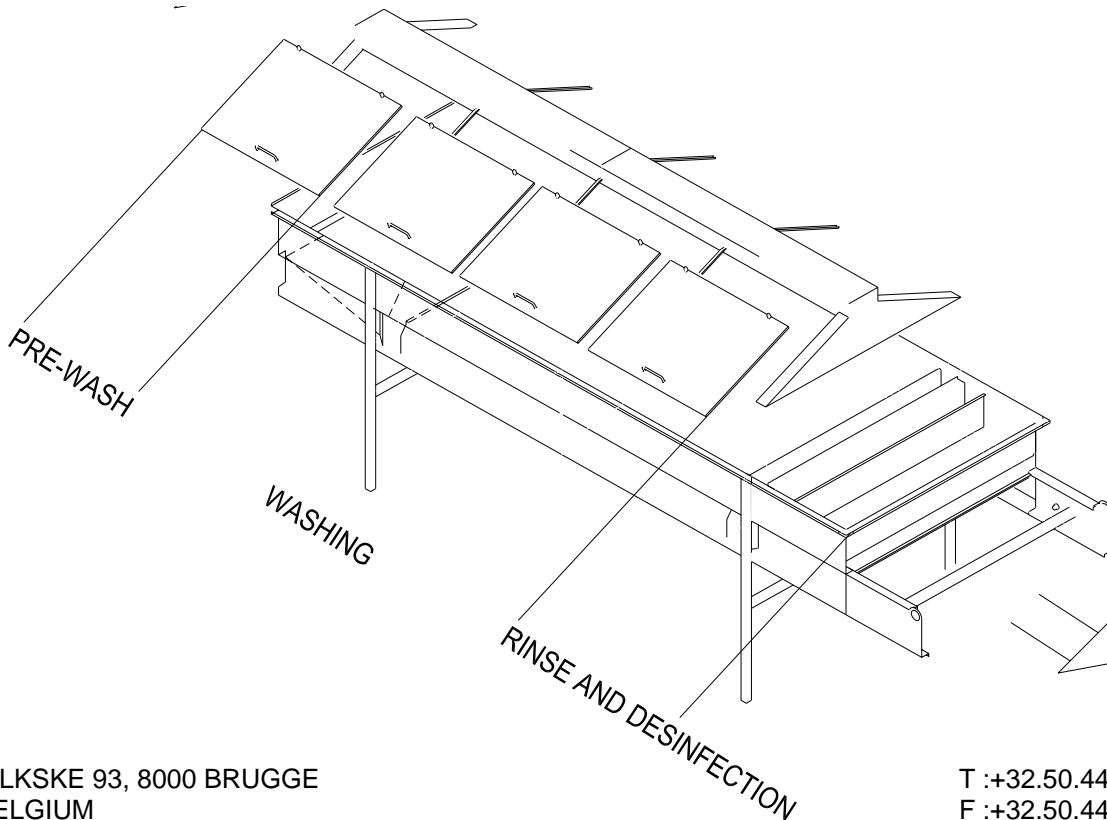 PRE-WASH
WASHING
RINSE AND DESINFECTION
LKSKE 93, 8000 BRUGGE
ELGIUM
T :+32.50.44
F :+32.50.44